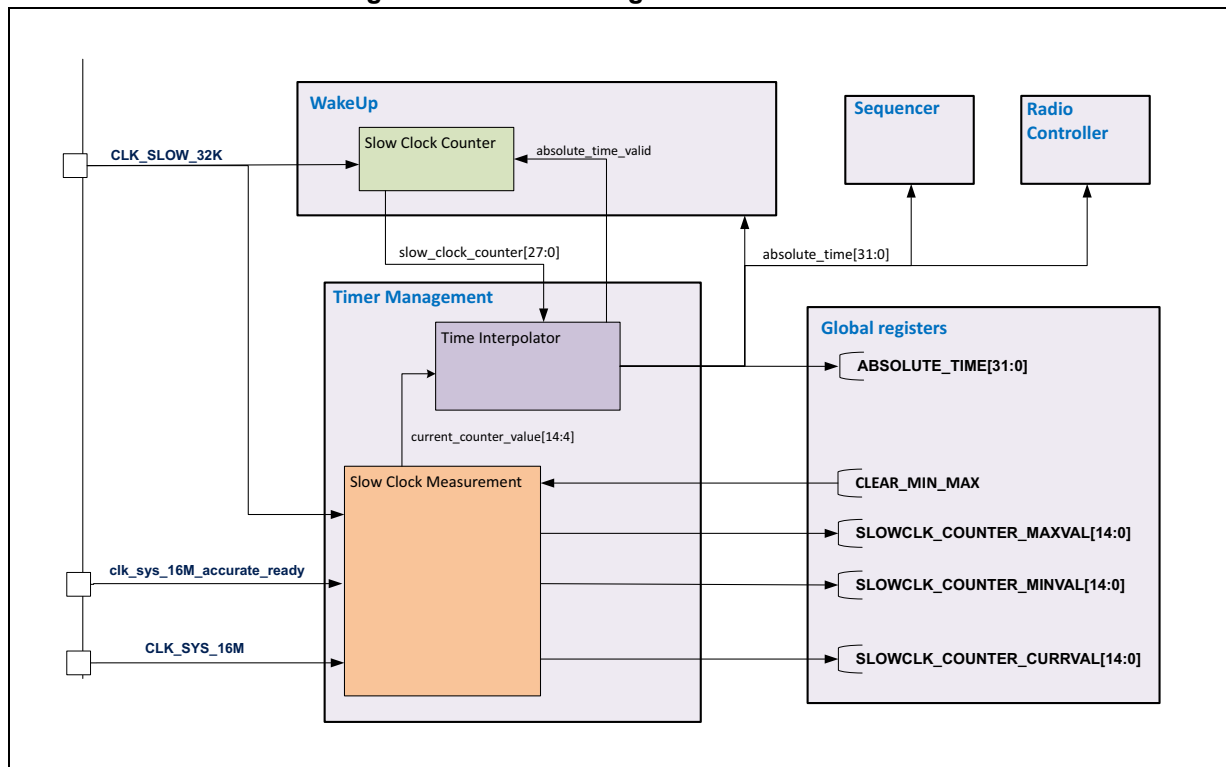 WakeUp
Sequencer
Radio
Controller
Slow Clock Counter
absolute_time_valid
CLK_SLOW_32K
slow_clock_counter[27:0]
absolute_time[31:0]
Timer Management
Global registers
Time Interpolator
ABSOLUTE_TIME[31:0]
current_counter_value[14:4]
Slow Clock Measurement
CLEAR_MIN_MAX
SLOWCLK_COUNTER_MAXVAL[14:0]
clk_sys_16M_accurate_ready
SLOWCLK_COUNTER_MINVAL[14:0]
CLK_SYS_16M
SLOWCLK_COUNTER_CURRVAL[14:0]